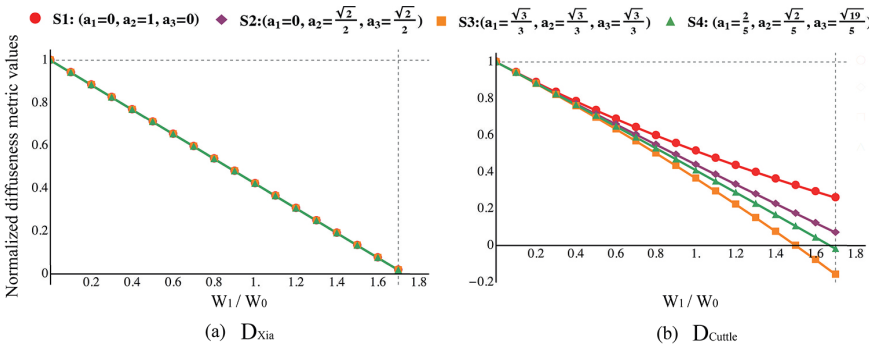 S1: (a₁=0, a₂=1, a₃=0) S2:(a₁=0, a₂=√2/2, a₃=√2/2) S3:(a₁=√3/3, a₂=√3/3, a₃=√3/3) S4: (a₁=2/5, a₂=√2/5, a₃=√19/5)
Normalized diffuseness metric values
1
0.8
0.6
0.4
0.2
0
0.2 0.4 0.6 0.8 1. 1.2 1.4 1.6 1.8
W₁ / W₀
(a) D_Xia
1
0.8
0.6
0.4
0.2
0
−0.2
0.2 0.4 0.6 0.8 1. 1.2 1.4 1.6 1.8
W₁ / W₀
(b) D_Cuttle